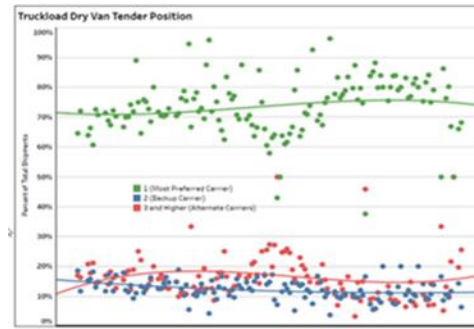 Truckload Dry Van Tender Position
100%
90%
80%
70%
60%
50%
40%
30%
20%
10%
0%
Percent of Total Shipments
1 (Most Preferred Carrier)
2 (Backup Carrier)
3 and Higher (Alternate Carriers)